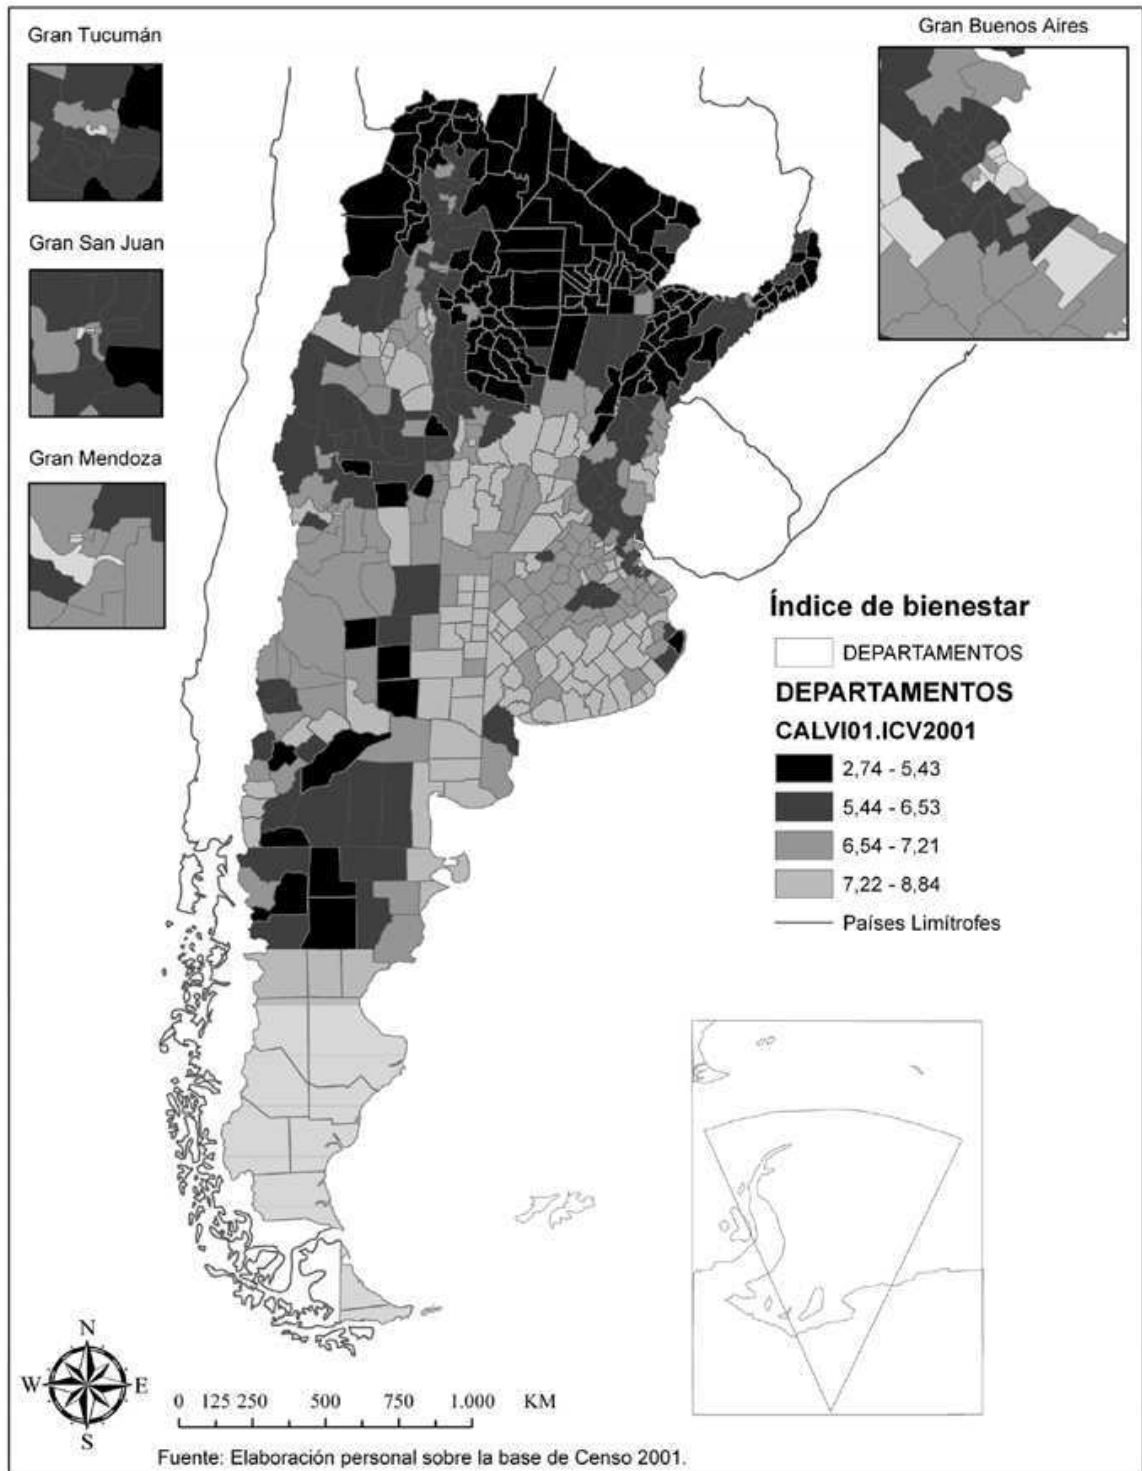 Gran Tucumán
Gran Buenos Aires
Gran San Juan
Gran Mendoza
Índice de bienestar
DEPARTAMENTOS
DEPARTAMENTOS
CALVI01.ICV2001
2,74 - 5,43
5,44 - 6,53
6,54 - 7,21
7,22 - 8,84
Países Limítrofes
N
W E
S
0 125 250 500 750 1.000 KM
Fuente: Elaboración personal sobre la base de Censo 2001.